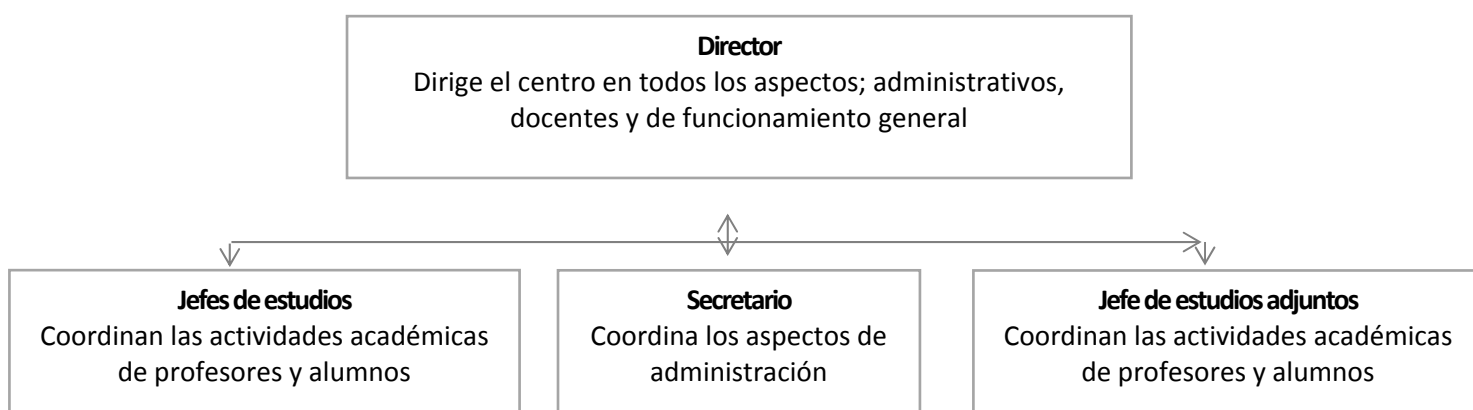 Director
Dirige el centro en todos los aspectos; administrativos,
docentes y de funcionamiento general
Jefes de estudios
Coordinan las actividades académicas
de profesores y alumnos
Secretario
Coordina los aspectos de
administración
Jefe de estudios adjuntos
Coordinan las actividades académicas
de profesores y alumnos